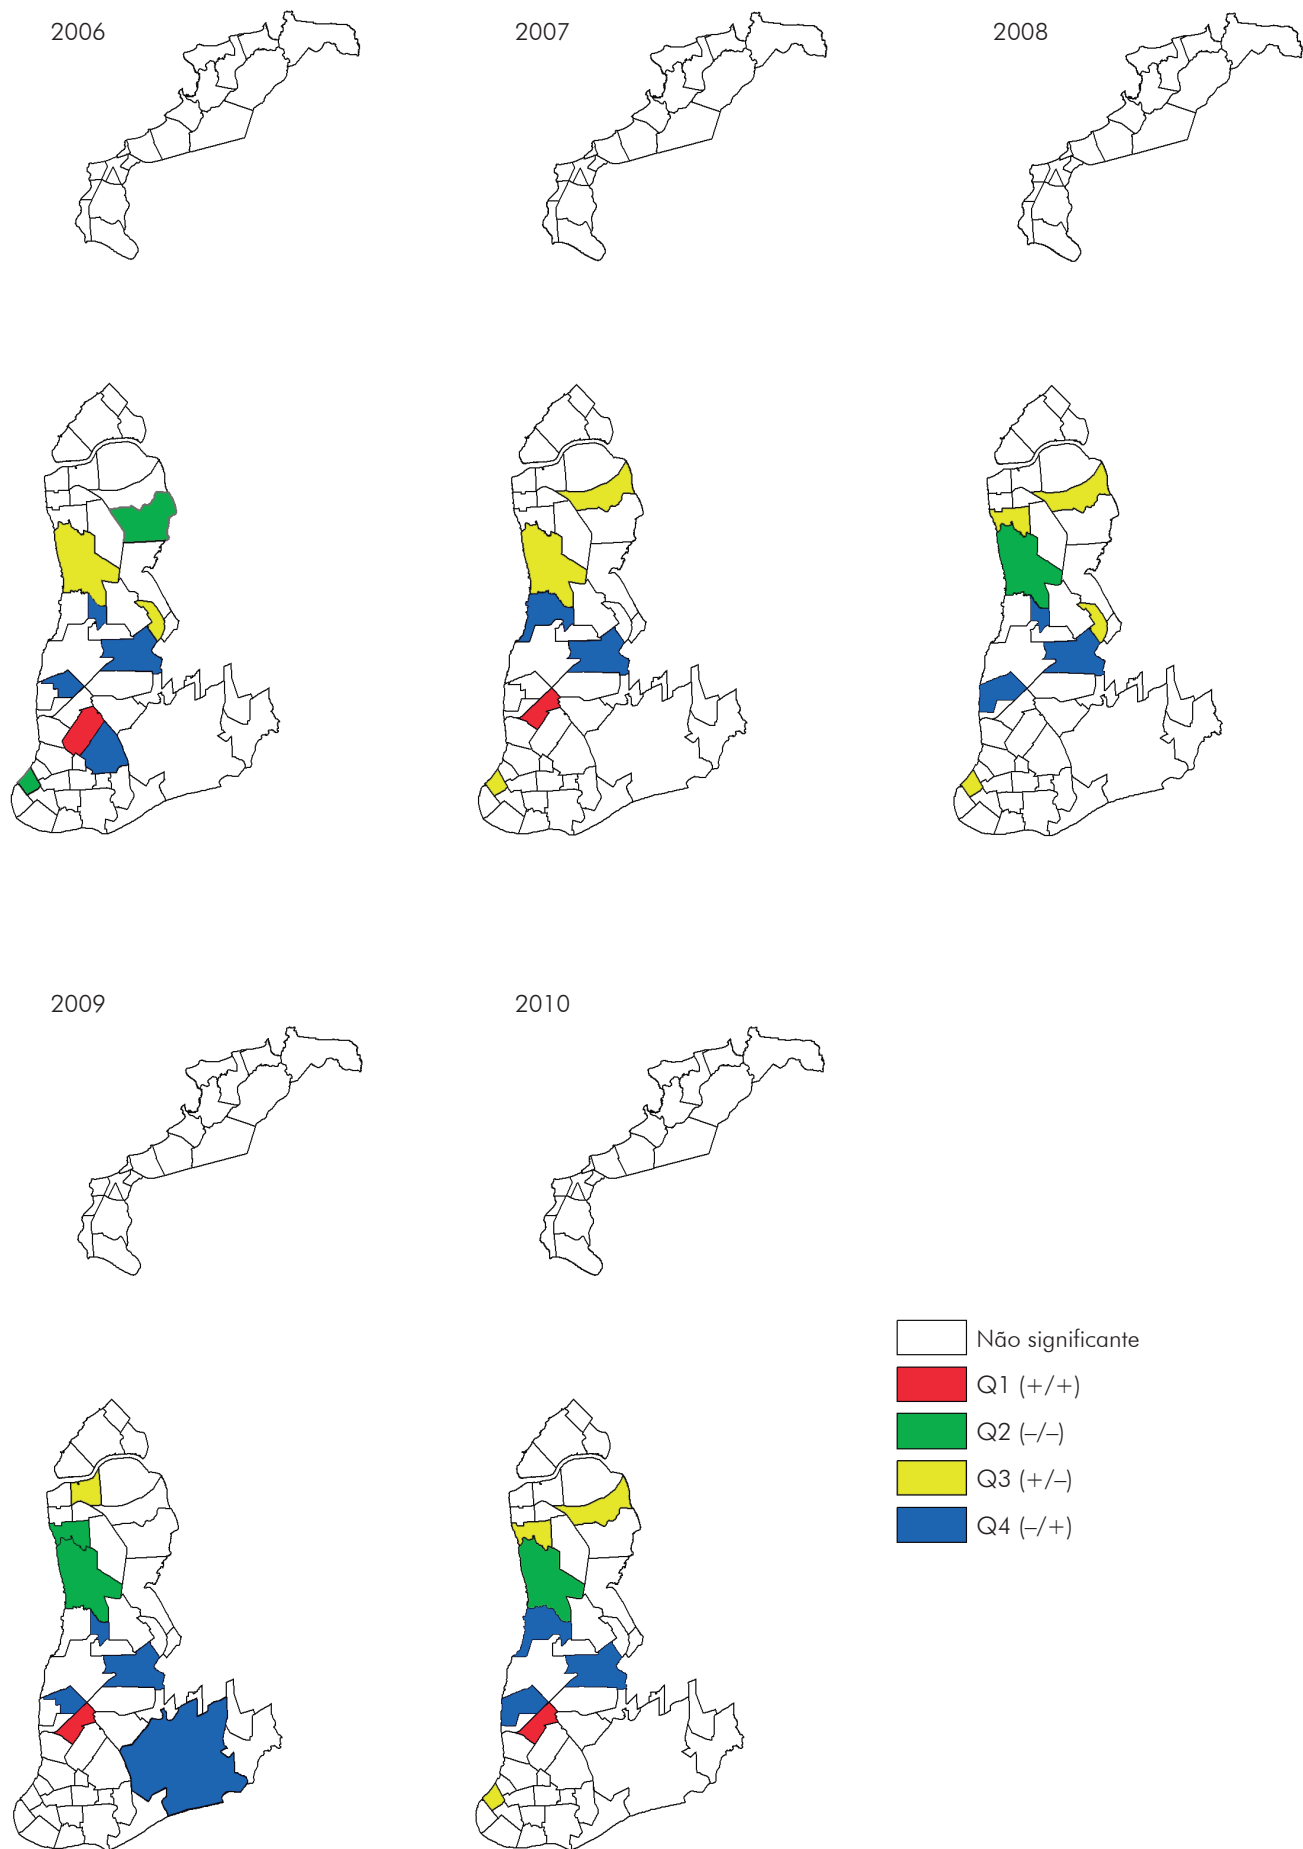 2006
2007
2008
2009
2010
Não significante
Q1 (+/+)
Q2 (–/–)
Q3 (+/–)
Q4 (–/+)